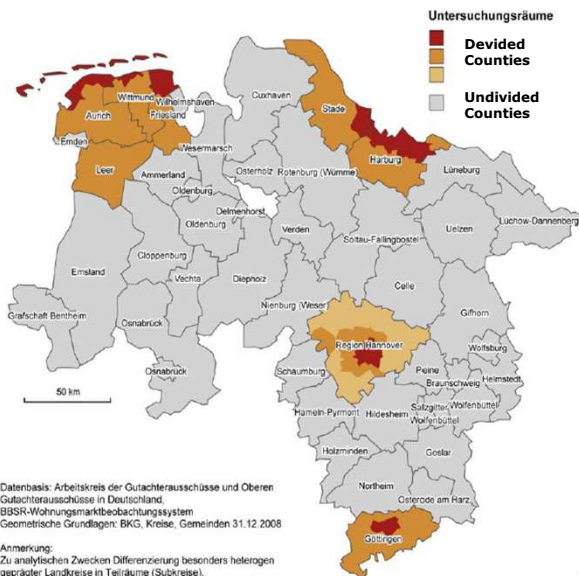 Untersuchungsräume
Devided
Counties
Undivided
Counties
Cuxhaven
Stade
Wittmund
Wilhelmshaven
Aurich
Friesland
Emden
Wesermarsch
Harburg
Leer
Ammerland
Osterholz
Rotenburg (Wümme)
Lüneburg
Oldenburg
Delmenhorst
Lüchow-Dannenberg
Oldenburg
Verden
Uelzen
Soltau-Fallingbostel
Cloppenburg
Emsland
Vechta
Diepholz
Celle
Nienburg (Weser)
Gifhorn
Grafschaft Bentheim
Osnabrück
Region Hannover
Wolfsburg
Osnabrück
Schaumburg
Peine
Helmstedt
Braunschweig
50 km
Hameln-Pyrmont
Hildesheim
Salzgitter
Wolfenbüttel
Wolfenbüttel
Holzminden
Goslar
Northeim
Osterode am Harz
Göttingen
Datenbasis: Arbeitskreis der Gutachterausschüsse und Oberen
Gutachterausschüsse in Deutschland,
BBSR-Wohnungsmarktbeobachtungssystem
Geometrische Grundlagen: BKG, Kreise, Gemeinden 31.12.2008
Anmerkung:
Zu analytischen Zwecken Differenzierung besonders heterogen
geprägter Landkreise in Teilräume (Subkreise).